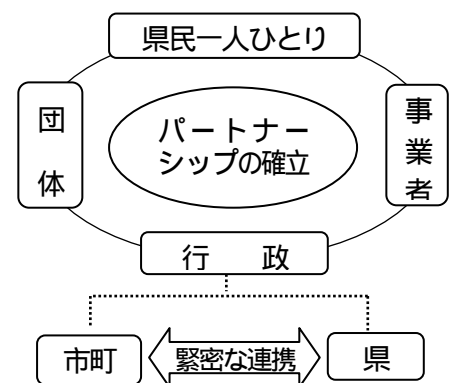 県民一人ひとり
団体
パートナー
シップの確立
事業者
行 政
市町
緊密な連携
県